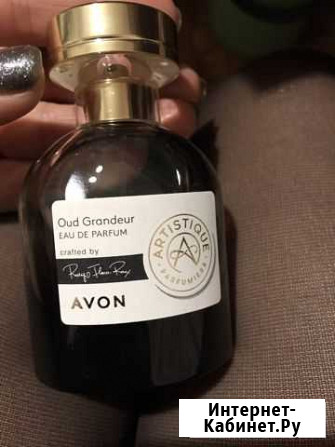 Oud Grandeur
EAU DE PARFUM
crafted by
AVON
ARTISTIQUE
PARFUMIERS
A
Интернет-
Кабинет.Ру